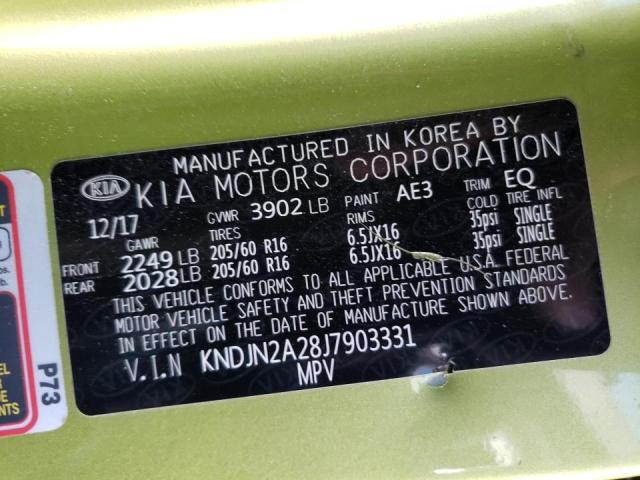 MANUFACTURED IN KOREA BY
KIA KIA MOTORS CORPORATION
12/17 GVWR 3902 LB PAINT AE3 TRIM EQ
GAWR TIRES RIMS COLD TIRE INFL
FRONT 2249 LB 205/60 R16 6.5JX16 35psi SINGLE
REAR 2028 LB 205/60 R16 6.5JX16 35psi SINGLE
THIS VEHICLE CONFORMS TO ALL APPLICABLE U.S.A. FEDERAL
MOTOR VEHICLE SAFETY AND THEFT PREVENTION STANDARDS
IN EFFECT ON THE DATE OF MANUFACTURE SHOWN ABOVE.
V.I.N KNDJN2A28J7903331
MPV
P73